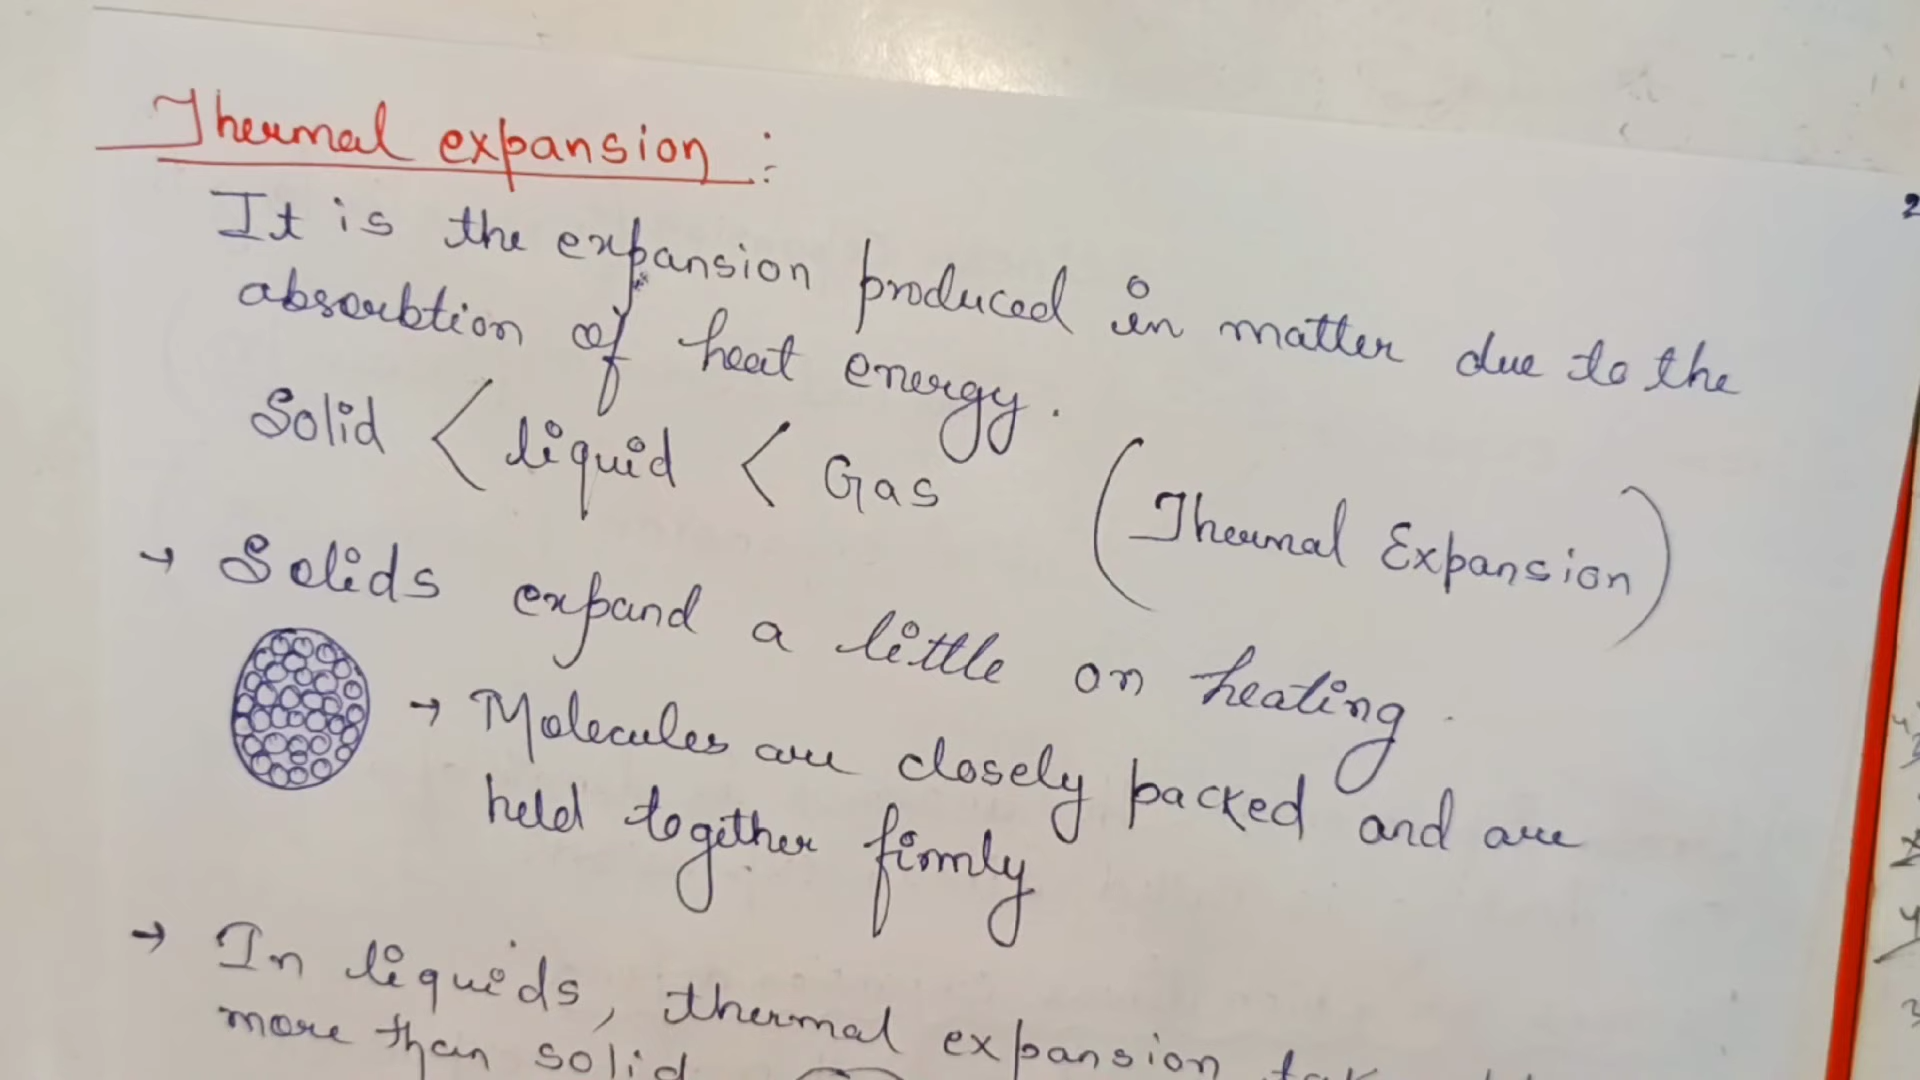 Thermal expansion :
It is the expansion produced in matter due to the
absorbtion of heat energy.
Solid < liquid < Gas (Thermal Expansion)
→ Solids expand a little on heating.
→ Molecules are closely packed and are
held together firmly
→ In liquids, thermal expansion
more than solid